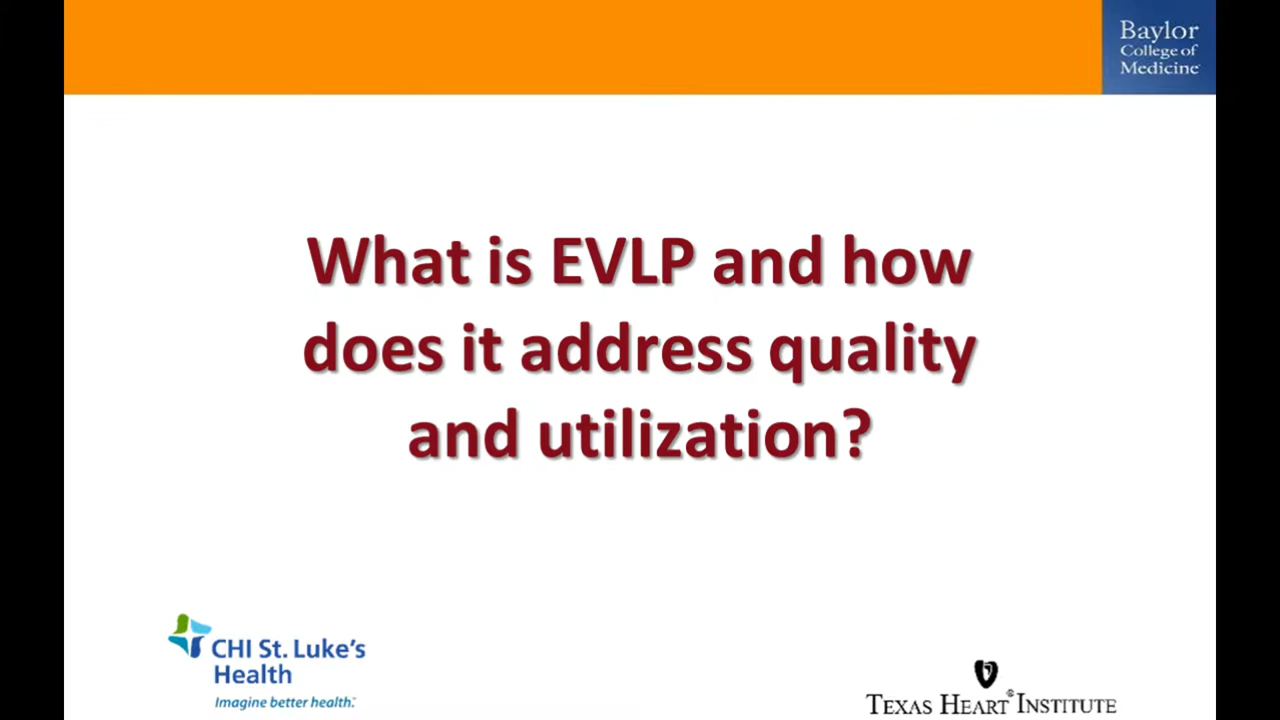 Baylor
College of
Medicine
What is EVLP and how
does it address quality
and utilization?
CHI St. Luke's
Health
Imagine better health.™
TEXAS HEART® INSTITUTE